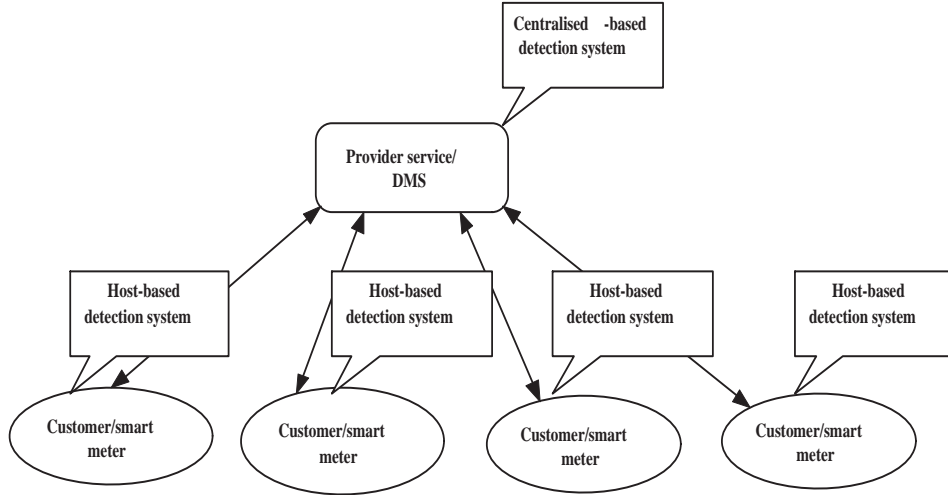 Centralised -based
detection system
Provider service/
DMS
Host-based
detection system
Host-based
detection system
Host-based
detection system
Host-based
detection system
Customer/smart
meter
Customer/smart
meter
Customer/smart
meter
Customer/smart
meter